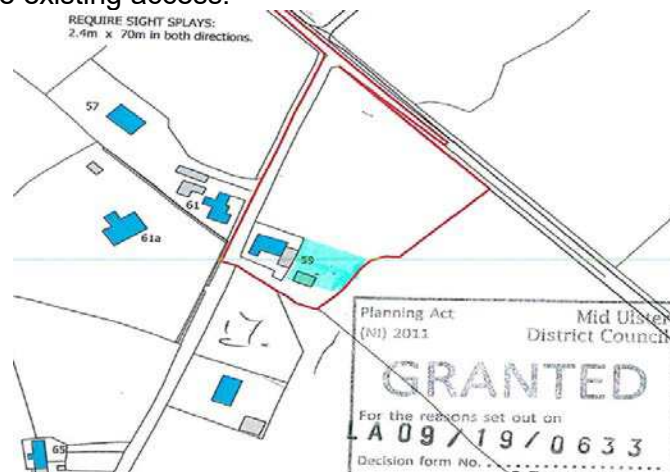 o existing access.
REQUIRE SIGHT SPLAYS:
2.4m x 70m in both directions.
57
61
61a
59
65
Planning Act
(NI) 2011
Mid Ulster
District Council
GRANTED
For the reasons set out on
LA09/19/0633
Decision form No.